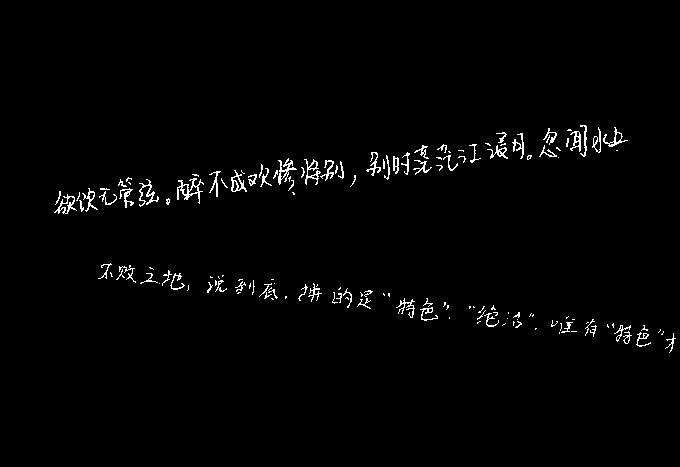 欲饮无管弦。醉不成欢惨将别,别时茫茫江浸月。忽闻水上
不败之地,说到底,拼的是“特色”、“绝活”,唯有“特色”才